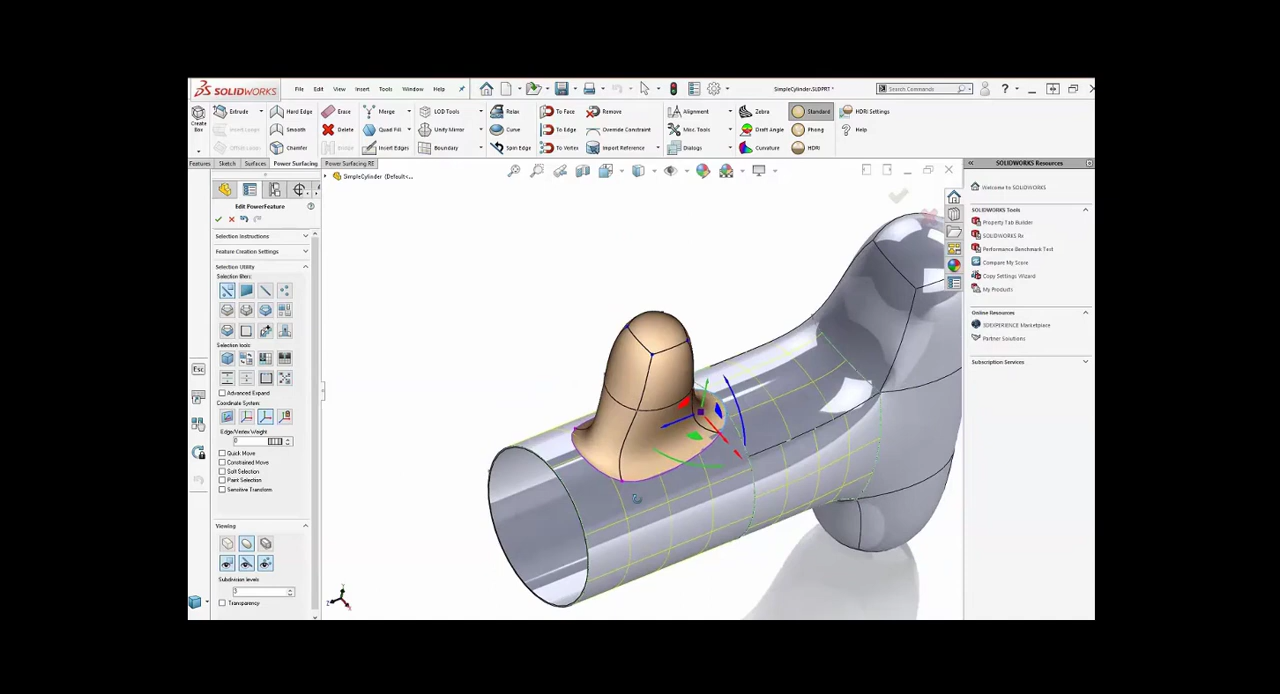 SOLIDWORKS File Edit View Insert Tools Window Help SimpleCylinder.SLDPRT * Search Commands
Extrude Hard Edge Erase Merge LOD Tools Relax To Face Remove Alignment Zebra Standard HDRI Settings
Create Box Insert Loops Smooth Delete Quad Fill Unify Mirror Curve To Edge Override Constraint Misc. Tools Draft Angle Phong Help
Chamfer Insert Edges Boundary Spin Edge To Vertex Import Reference Dialogs Curvature HDRI
Features Sketch Surfaces Power Surfacing Power Surfacing RE SOLIDWORKS Resources
SimpleCylinder (Default<...
Edit PowerFeature
Selection Instructions
Feature Creation Settings
Selection Utility
Selection filters:
Selection tools
Advanced Expand
Coordinate System:
Edge/Vertex Weight
0
Quick Move
Constrained Move
Soft Selection
Paint Selection
Sensitive Transform
Viewing
Subdivision levels
3
Transparency
Esc
Welcome to SOLIDWORKS
SOLIDWORKS Tools
Property Tab Builder
SOLIDWORKS Rx
Performance Benchmark Test
Compare My Score
Copy Settings Wizard
My Products
Online Resources
3DEXPERIENCE Marketplace
Partner Solutions
Subscription Services